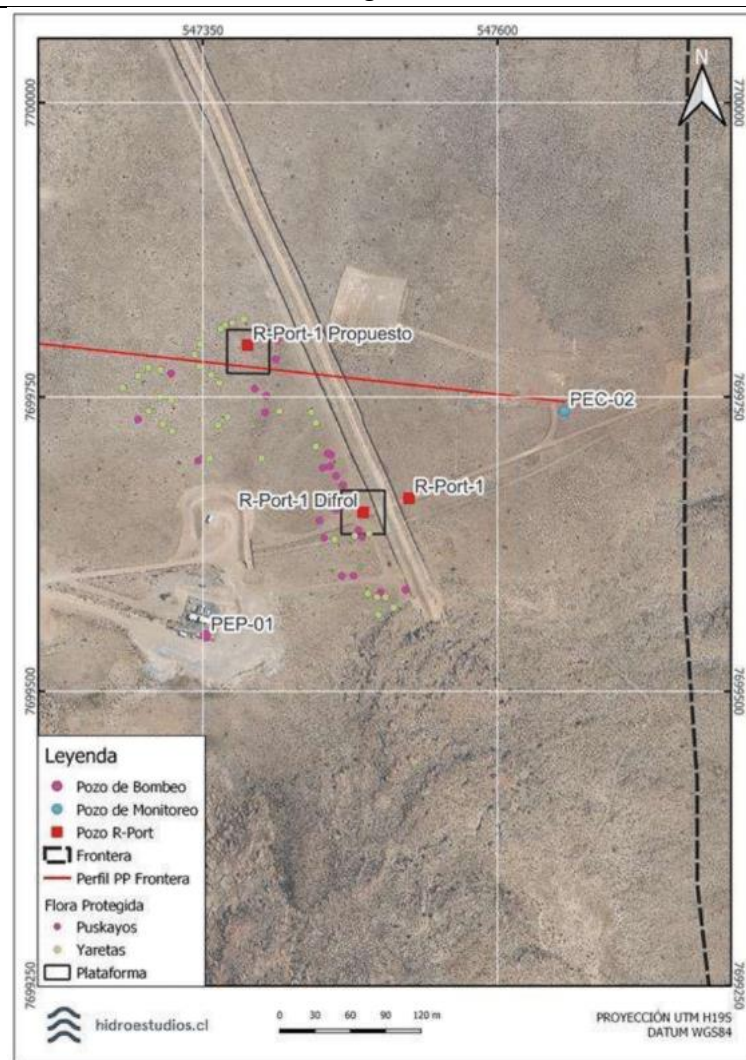 547350
547600
N
7700000
7700000
R-Port-1 Propuesto
7699750
7699750
PEC-02
R-Port-1
R-Port-1 Difrol
PEP-01
7699500
7699500
Leyenda
Pozo de Bombeo
Pozo de Monitoreo
Pozo R-Port
Frontera
Perfil PP Frontera
Flora Protegida
Puskayos
Yaretas
Plataforma
7699250
7699250
hidroestudios.cl
0 30 60 90 120 m
PROYECCIÓN UTM H19S
DATUM WGS84